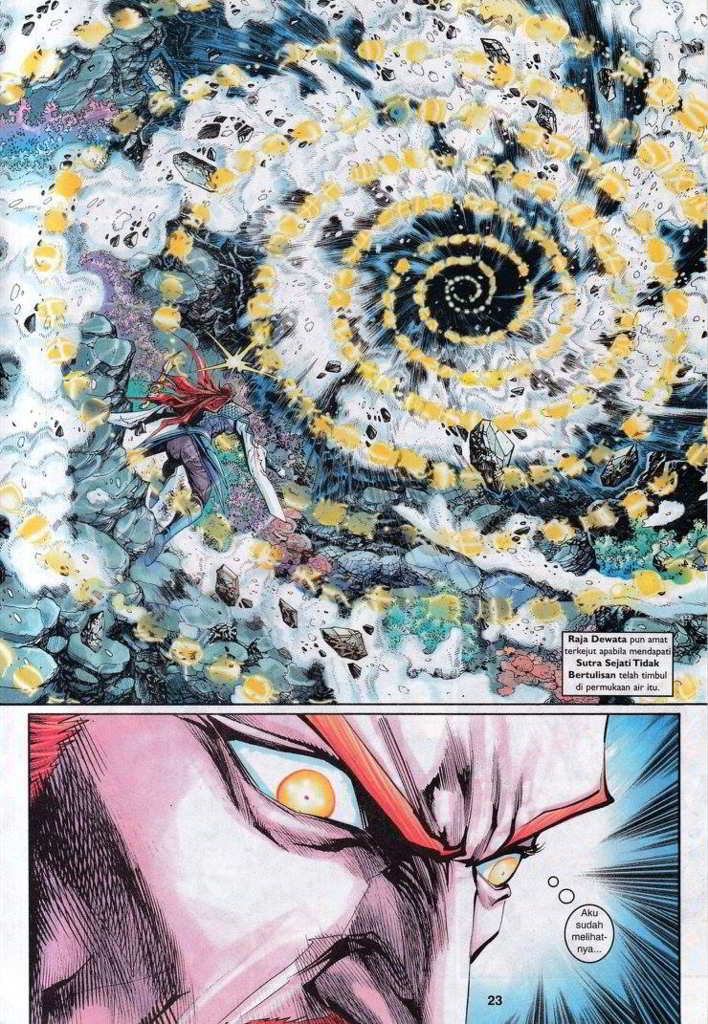 Raja Dewata pun amat
terkejut apabila mendapati
Sutra Sejati Tidak
Bertulisan telah timbul
di permukaan air itu.
Aku
sudah
melihat-
nya...
23